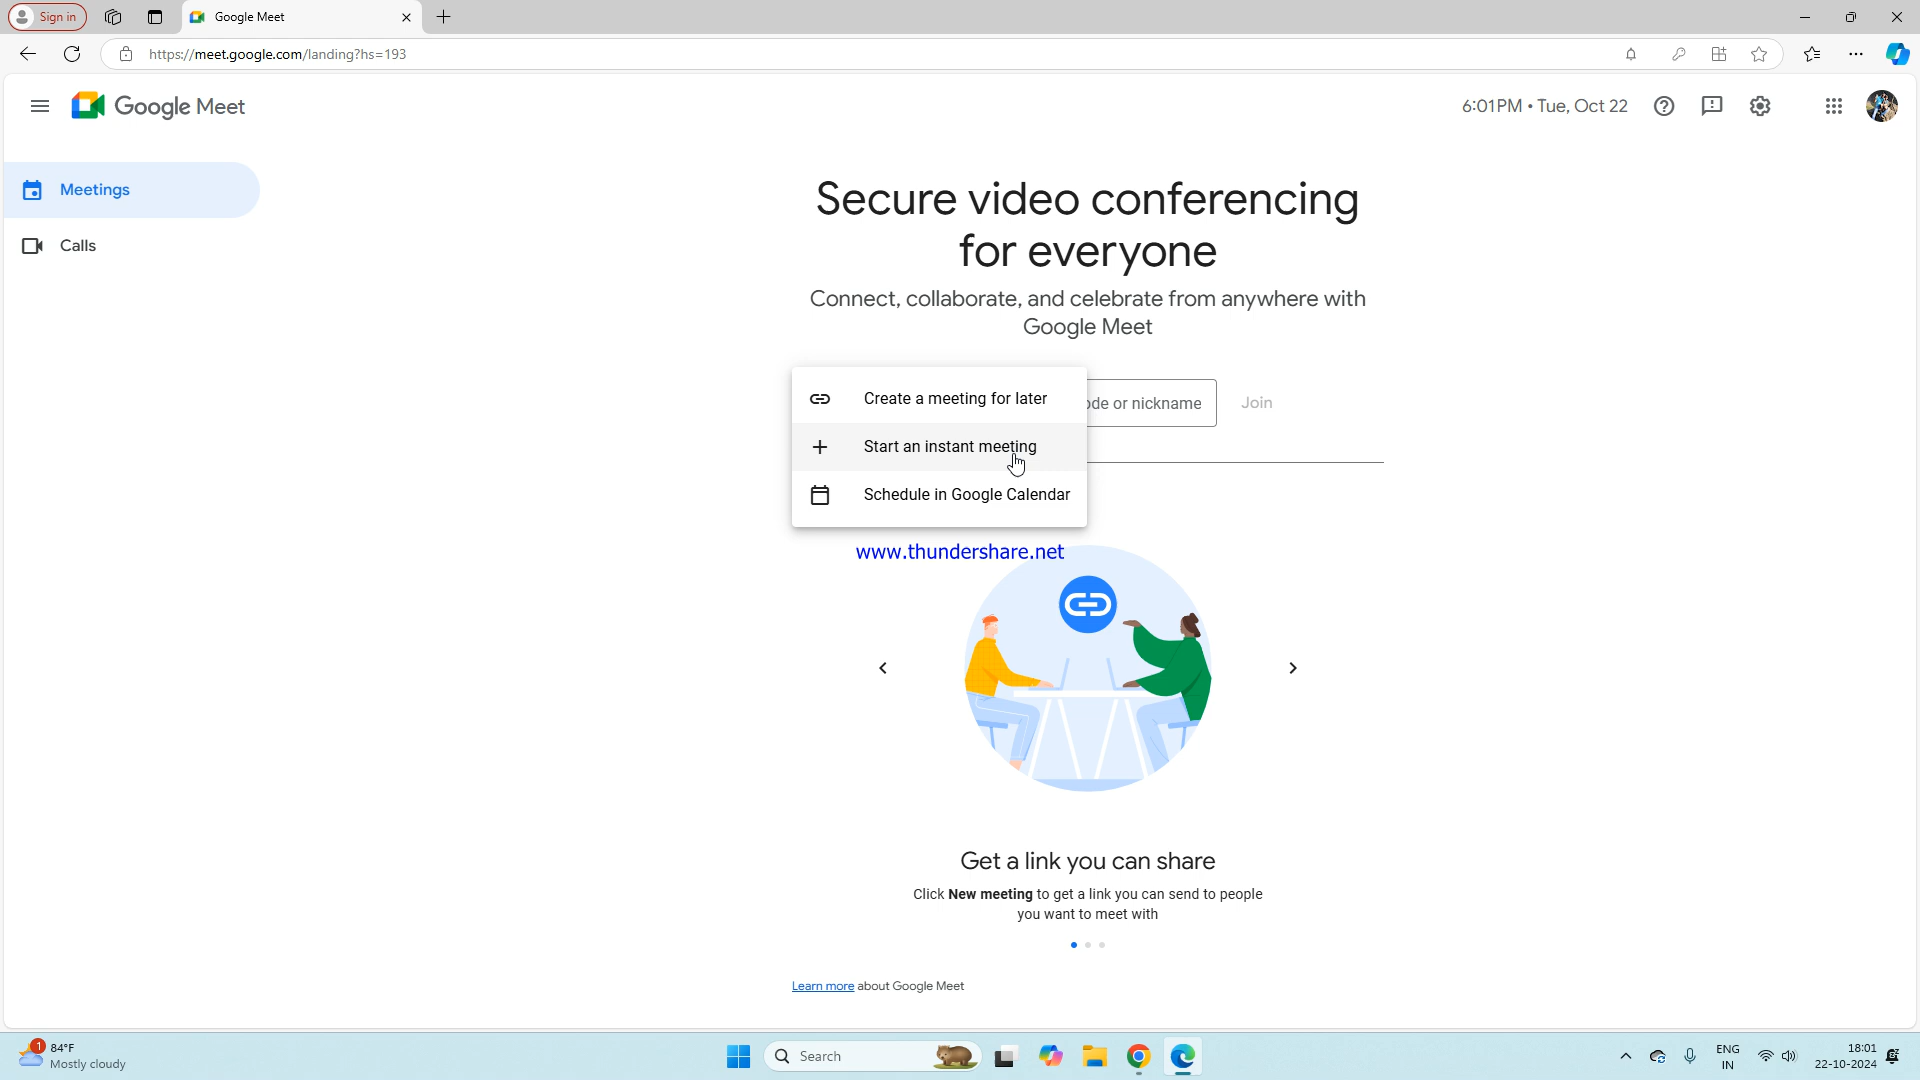 Sign in
Google Meet
https://meet.google.com/landing?hs=193
Google Meet
6:01 PM • Tue, Oct 22
Meetings
Calls
Secure video conferencing
for everyone
Connect, collaborate, and celebrate from anywhere with
Google Meet
Create a meeting for later
ode or nickname
Join
Start an instant meeting
Schedule in Google Calendar
www.thundershare.net
Get a link you can share
Click New meeting to get a link you can send to people
you want to meet with
Learn more about Google Meet
1
84°F
Mostly cloudy
Search
ENG
IN
18:01
22-10-2024